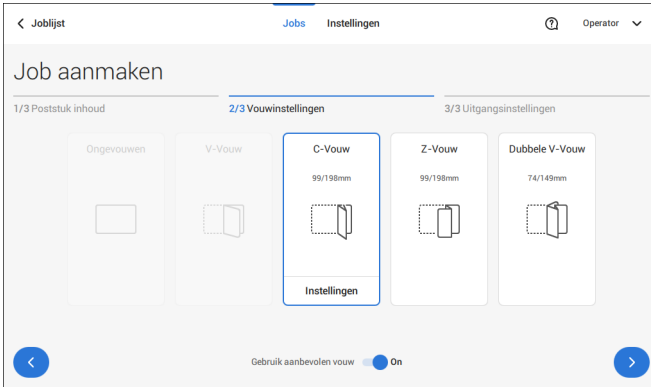 Joblijst
Jobs Instellingen
Operator
Job aanmaken
1/3 Poststuk inhoud
2/3 Vouwinstellingen
3/3 Uitgangsinstellingen
Ongevouwen
V-Vouw
C-Vouw
99/198mm
Instellingen
Z-Vouw
99/198mm
Dubbele V-Vouw
74/149mm
Gebruik aanbevolen vouw On